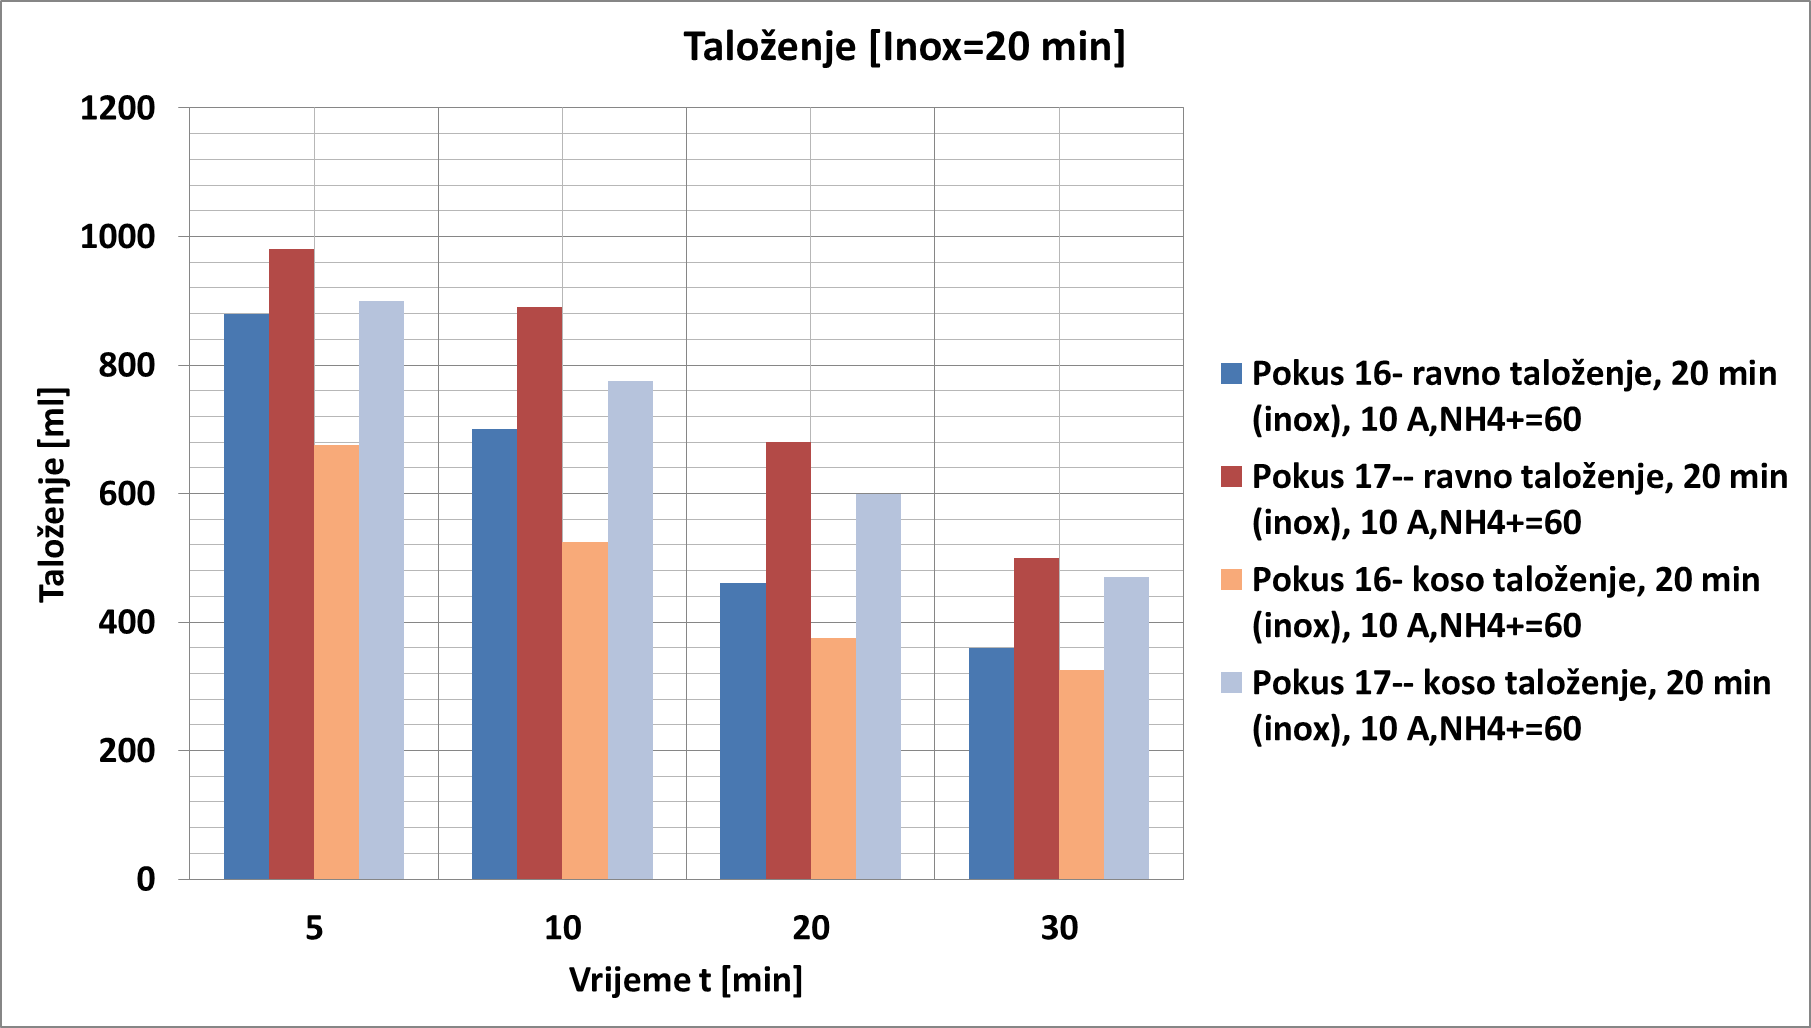 Taloženje [Inox=20 min]
1200
1000
800
600
400
200
0
Taloženje [ml]
5
10
20
30
Vrijeme t [min]
Pokus 16- ravno taloženje, 20 min
(inox), 10 A,NH4+=60
Pokus 17-- ravno taloženje, 20 min
(inox), 10 A,NH4+=60
Pokus 16- koso taloženje, 20 min
(inox), 10 A,NH4+=60
Pokus 17-- koso taloženje, 20 min
(inox), 10 A,NH4+=60